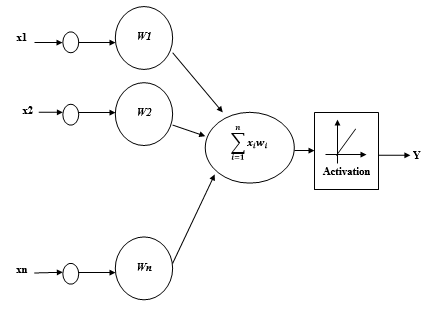 x1
W1
x2
W2
n
∑ xᵢwᵢ
i=1
Activation
Y
xn
Wn